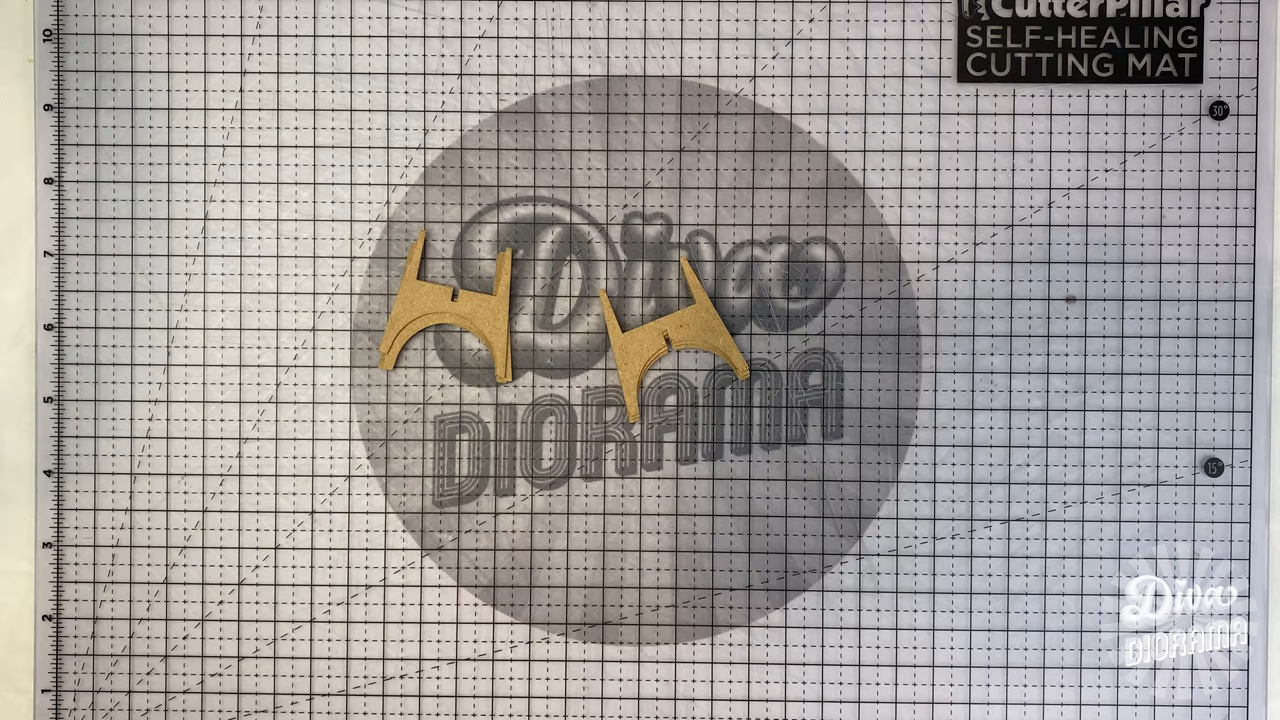 CutterPillar
SELF-HEALING
CUTTING MAT
10
9
8
7
6
5
4
3
2
1
30°
15°
Diva
DIORAMA
Diva
DIORAMA